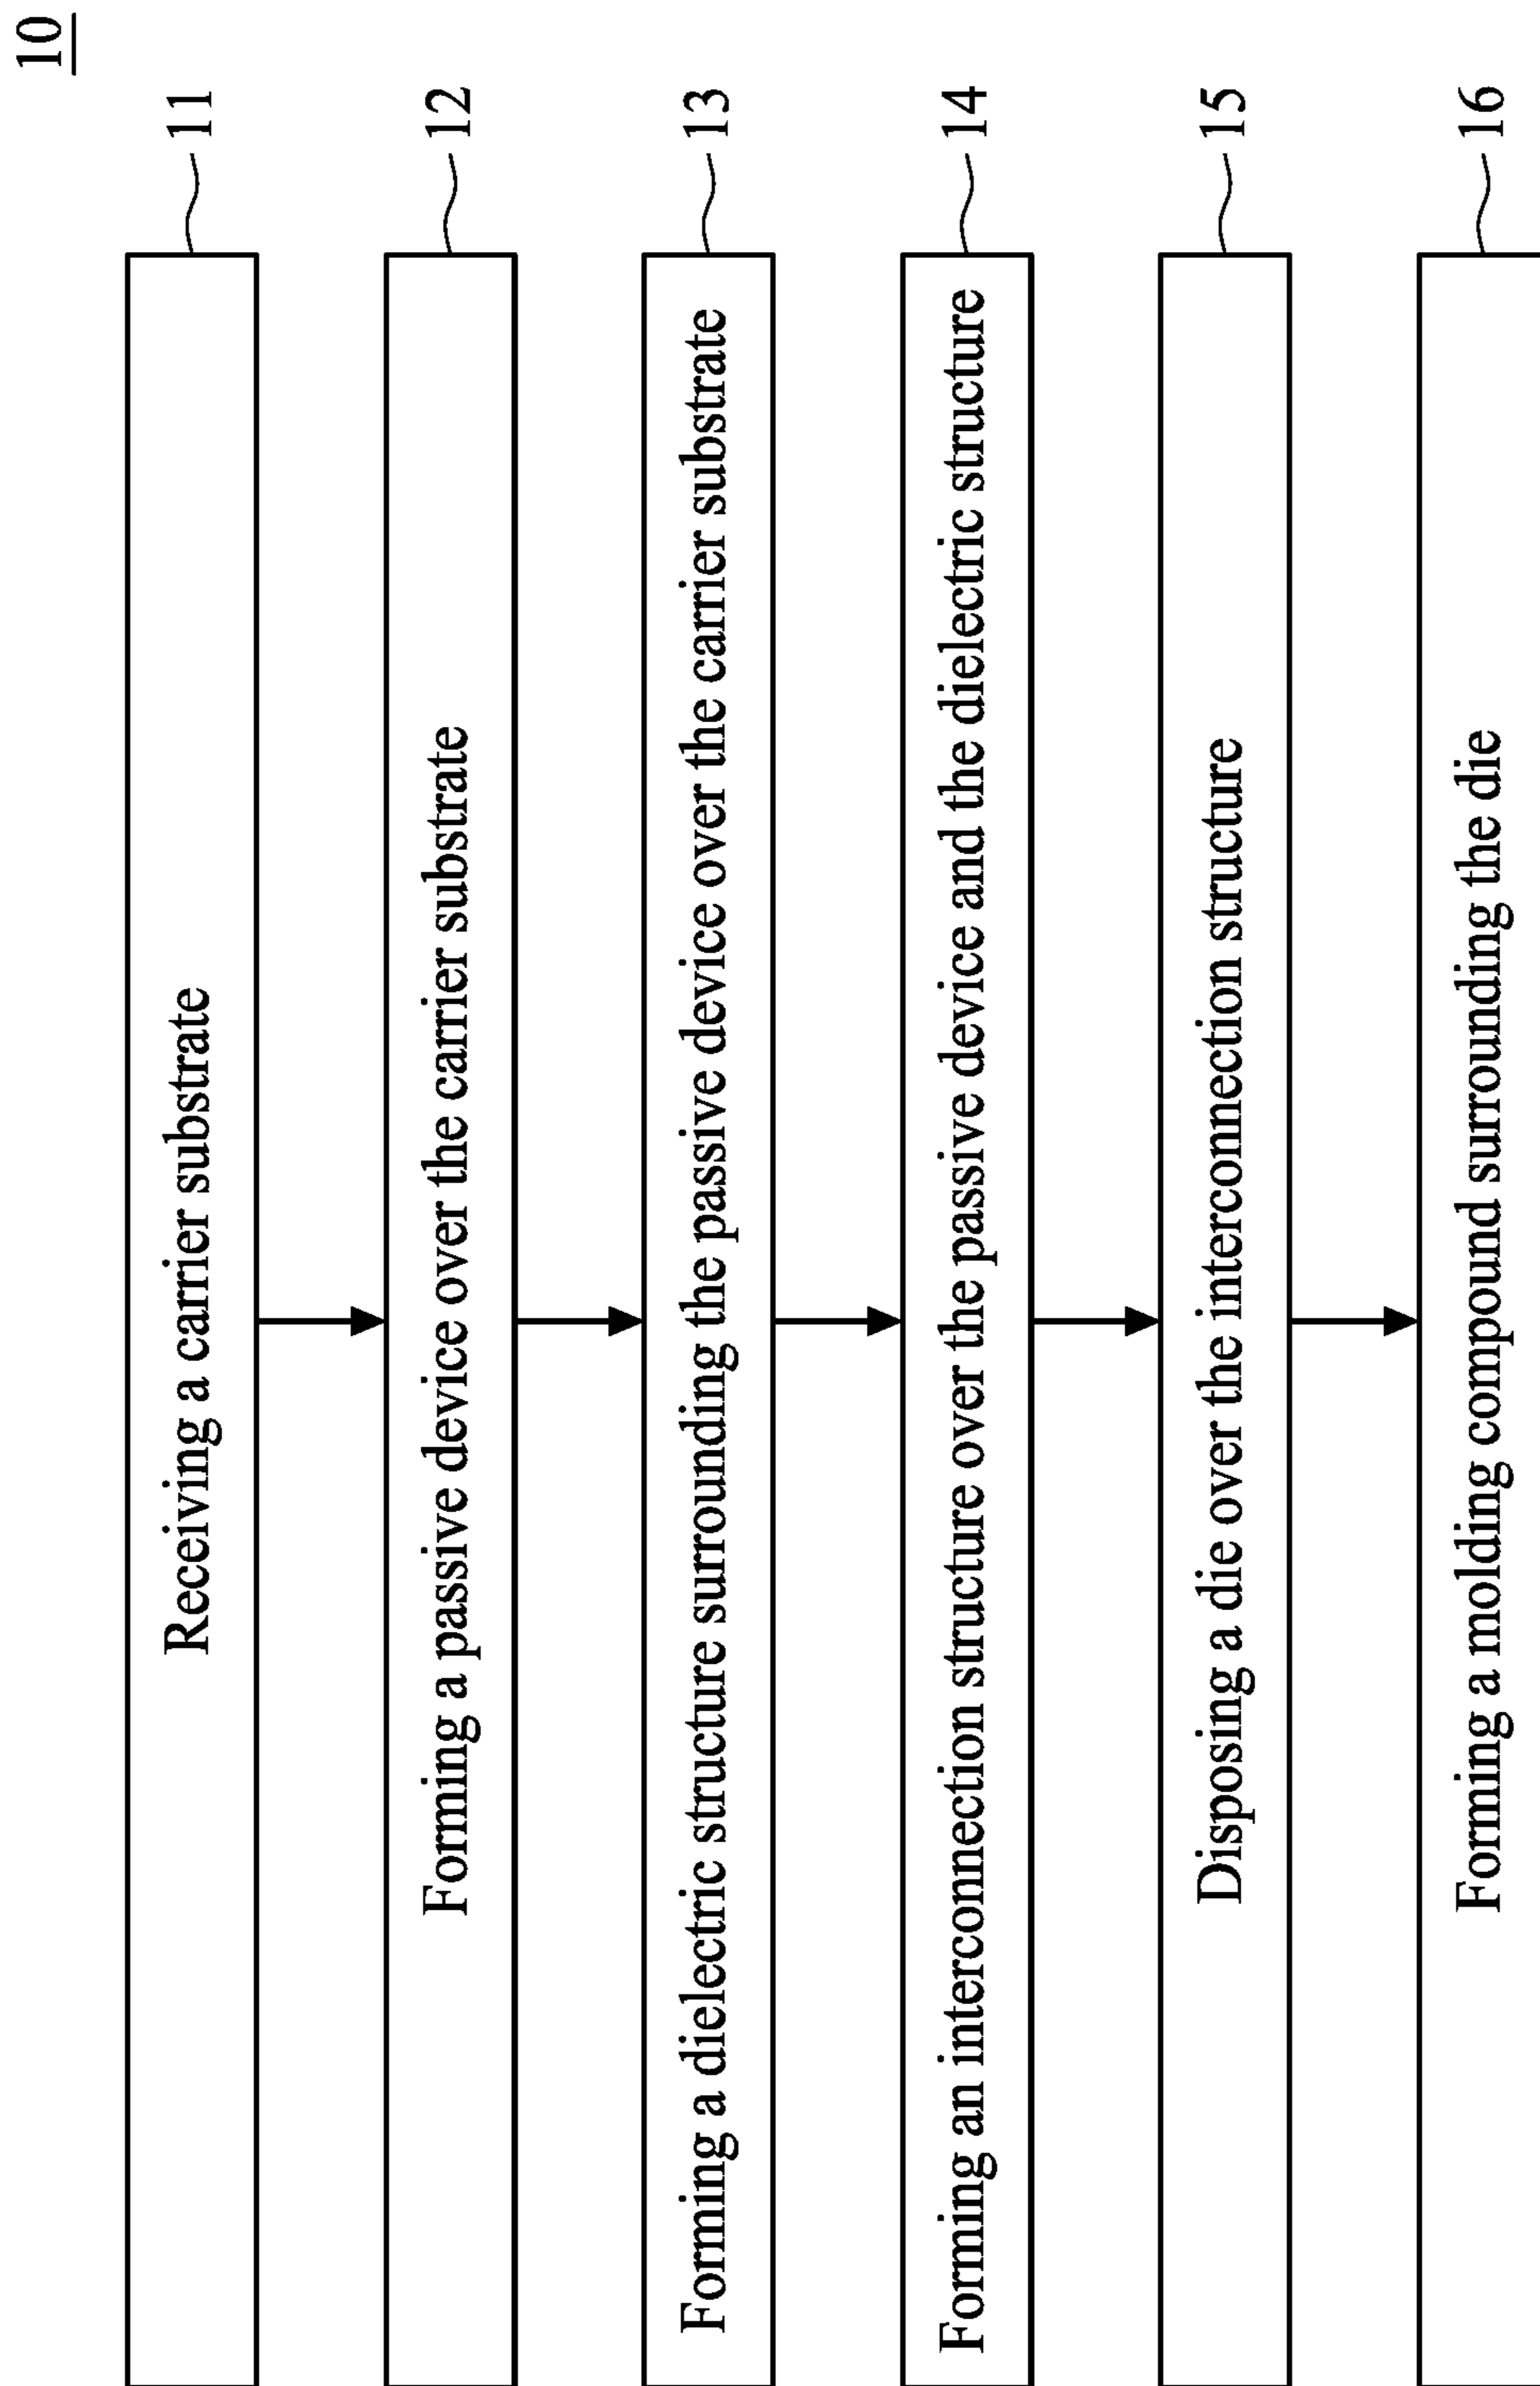 10
Receiving a carrier substrate
11
Forming a passive device over the carrier substrate
12
Forming a dielectric structure surrounding the passive device over the carrier substrate
13
Forming an interconnection structure over the passive device and the dielectric structure
14
Disposing a die over the interconnection structure
15
Forming a molding compound surrounding the die
16